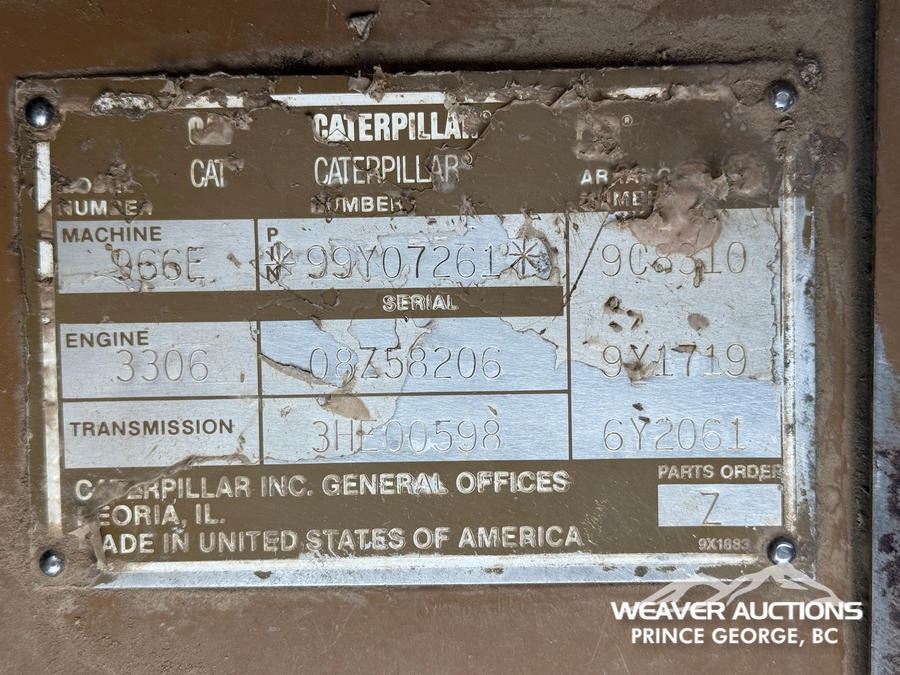 CATERPILLAR®
CAT CATERPILLAR®
NUMBER NUMBER
MACHINE 966E PIN *99Y07261*
SERIAL
ENGINE 3306 08Z58206 9Y1719
TRANSMISSION 3HE00598 6Y2061
CATERPILLAR INC. GENERAL OFFICES PARTS ORDER
PEORIA, IL. Z
MADE IN UNITED STATES OF AMERICA 9X1883
WEAVER AUCTIONS
PRINCE GEORGE, BC